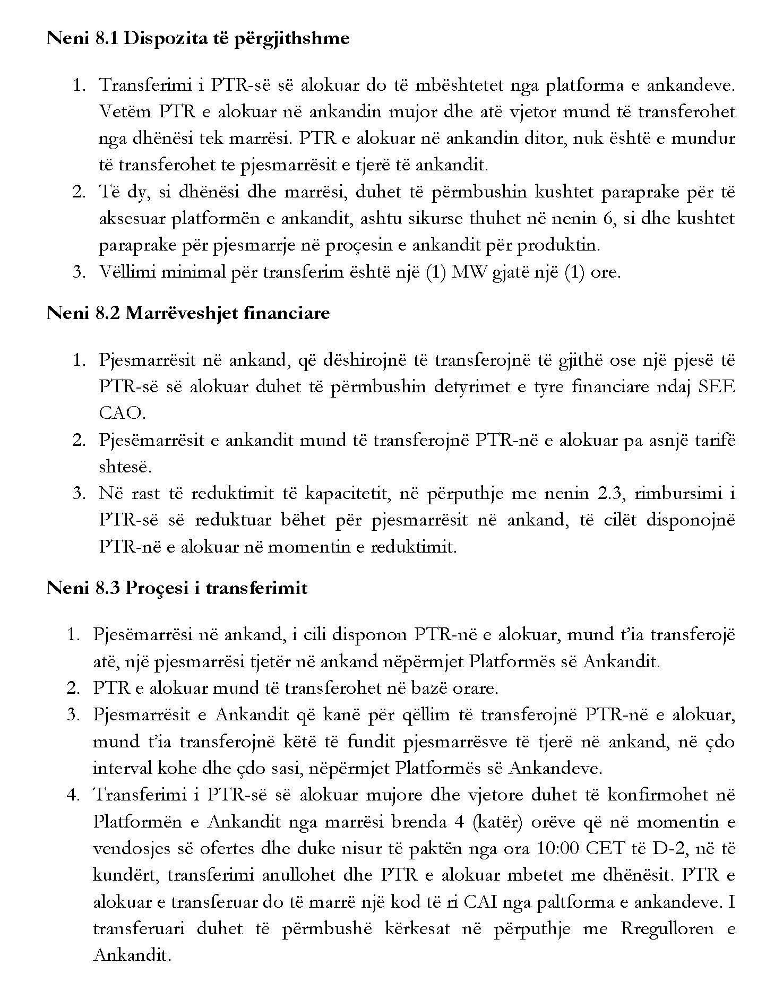 Neni 8.1 Dispozita të përgjithshme
1. Transferimi i PTR-së së alokuar do të mbështetet nga platforma e ankandeve.
Vetëm PTR e alokuar në ankandin mujor dhe atë vjetor mund të transferohet
nga dhënësi tek marrësi. PTR e alokuar në ankandin ditor, nuk është e mundur
të transferohet te pjesmarrësit e tjerë të ankandit.
2. Të dy, si dhënësi dhe marrësi, duhet të përmbushin kushtet paraprake për të
aksesuar platformën e ankandit, ashtu sikurse thuhet në nenin 6, si dhe kushtet
paraprake për pjesmarrje në proçesin e ankandit për produktin.
3. Vëllimi minimal për transferim është një (1) MW gjatë një (1) ore.
Neni 8.2 Marrëveshjet financiare
1. Pjesmarrësit në ankand, që dëshirojnë të transferojnë të gjithë ose një pjesë të
PTR-së së alokuar duhet të përmbushin detyrimet e tyre financiare ndaj SEE
CAO.
2. Pjesëmarrësit e ankandit mund të transferojnë PTR-në e alokuar pa asnjë tarifë
shtesë.
3. Në rast të reduktimit të kapacitetit, në përputhje me nenin 2.3, rimbursimi i
PTR-së së reduktuar bëhet për pjesmarrësit në ankand, të cilët disponojnë
PTR-në e alokuar në momentin e reduktimit.
Neni 8.3 Proçesi i transferimit
1. Pjesëmarrësi në ankand, i cili disponon PTR-në e alokuar, mund t’ia transferojë
atë, një pjesmarrësi tjetër në ankand nëpërmjet Platformës së Ankandit.
2. PTR e alokuar mund të transferohet në bazë orare.
3. Pjesmarrësit e Ankandit që kanë për qëllim të transferojnë PTR-në e alokuar,
mund t’ia transferojnë këtë të fundit pjesmarrësve të tjerë në ankand, në çdo
interval kohe dhe çdo sasi, nëpërmjet Platformës së Ankandeve.
4. Transferimi i PTR-së së alokuar mujore dhe vjetore duhet të konfirmohet në
Platformën e Ankandit nga marrësi brenda 4 (katër) orëve që në momentin e
vendosjes së ofertes dhe duke nisur të paktën nga ora 10:00 CET të D-2, në të
kundërt, transferimi anullohet dhe PTR e alokuar mbetet me dhënësit. PTR e
alokuar e transferuar do të marrë një kod të ri CAI nga paltforma e ankandeve. I
transferuari duhet të përmbushë kërkesat në përputhje me Rregulloren e
Ankandit.